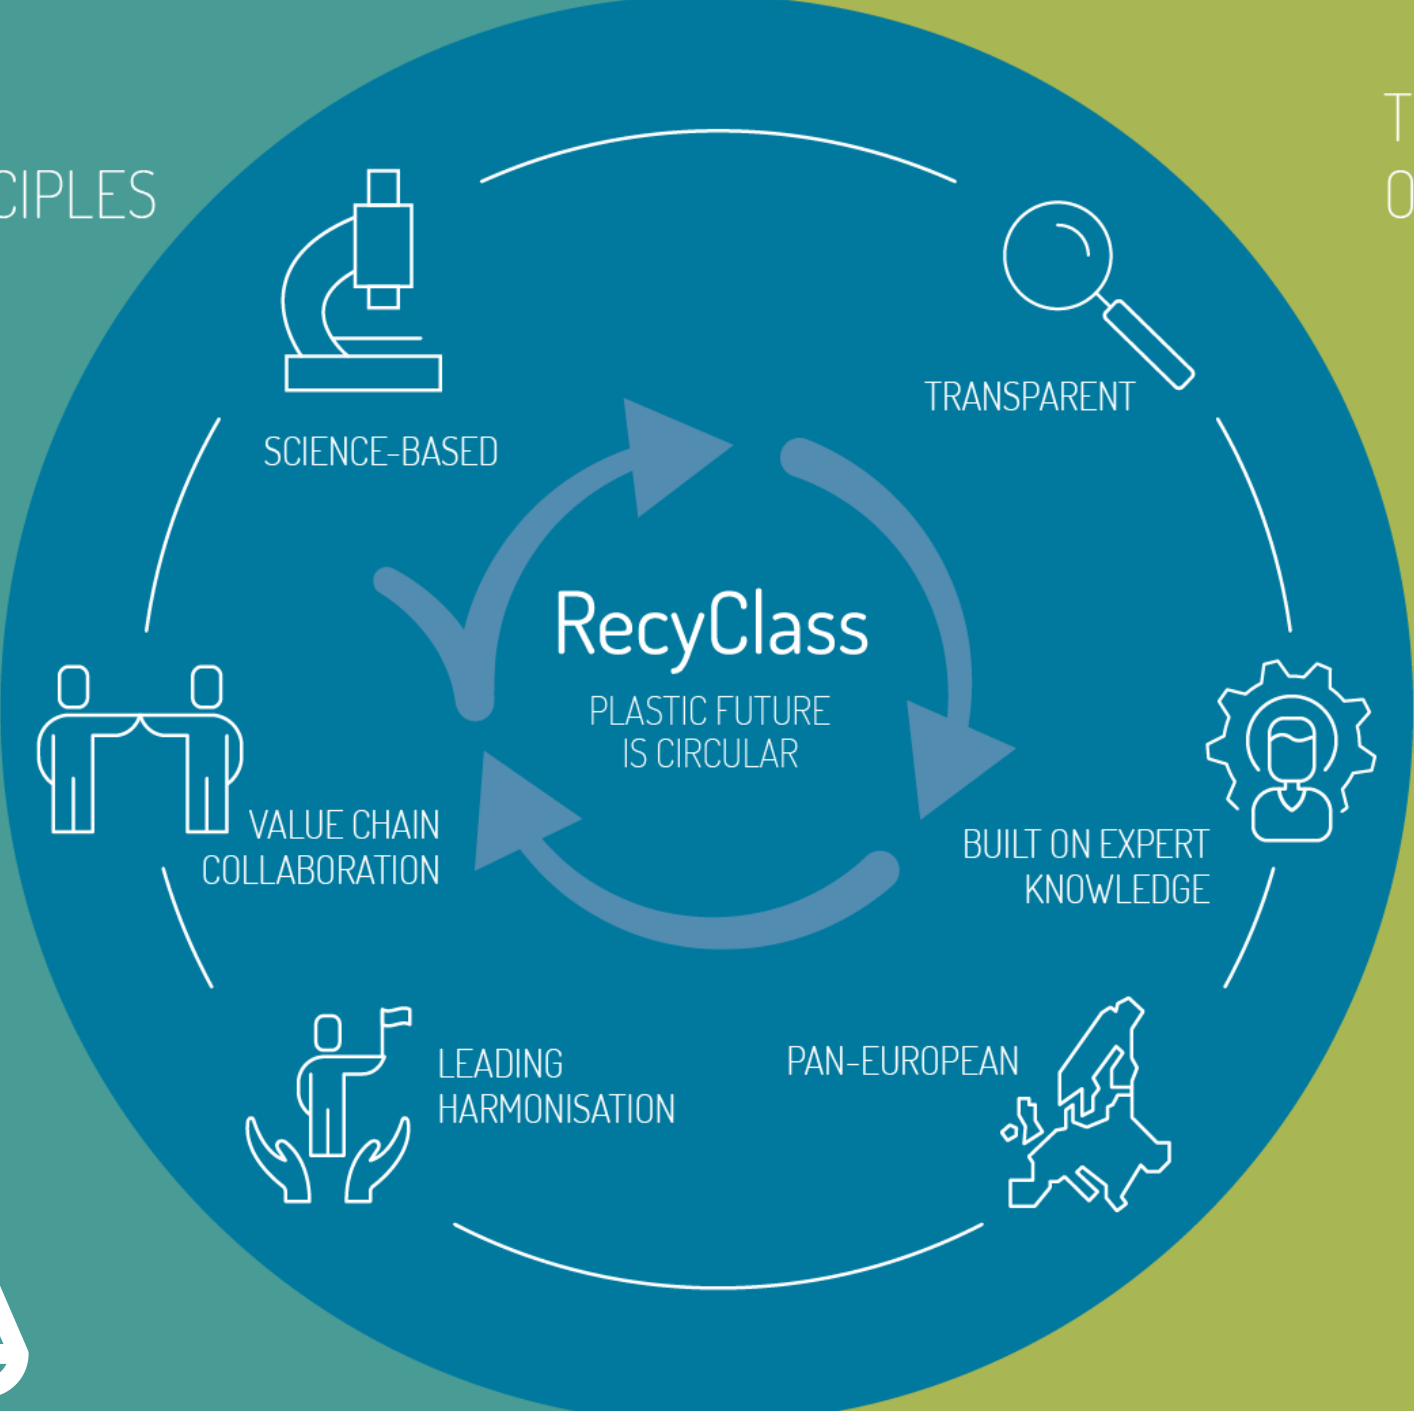 CIPLES
T
O
SCIENCE-BASED
TRANSPARENT
RecyClass
PLASTIC FUTURE
IS CIRCULAR
VALUE CHAIN
COLLABORATION
BUILT ON EXPERT
KNOWLEDGE
LEADING
HARMONISATION
PAN-EUROPEAN